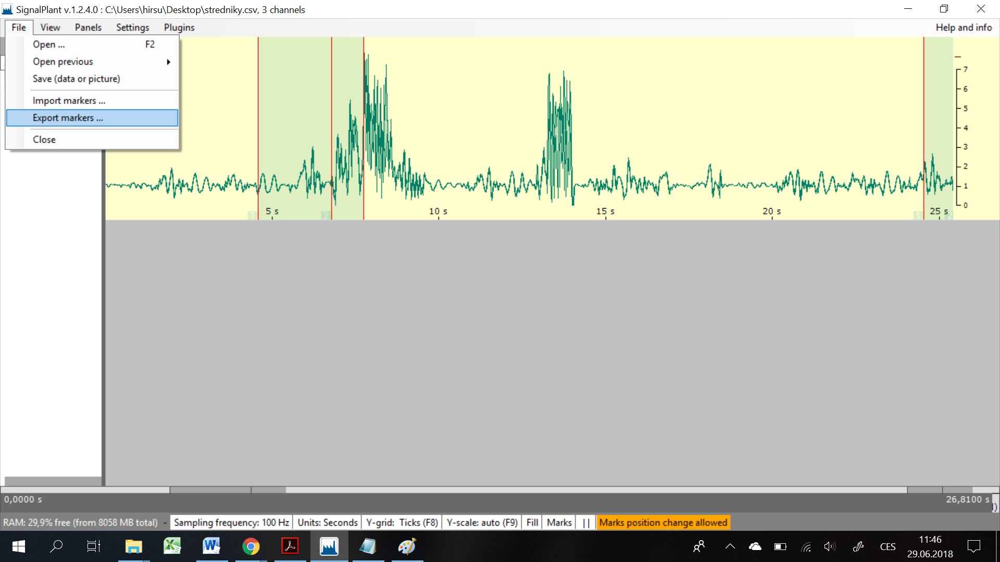 SignalPlant v.1.2.4.0 : C:\Users\hirsu\Desktop\stredniky.csv, 3 channels
File View Panels Settings Plugins Help and info
Open ... F2
Open previous
Save (data or picture)
Import markers ...
Export markers ...
Close
7
6
5
4
3
2
1
0
1 5 s 2 10 s 15 s 20 s 1 25 s 2
0,0000 s 26,8100 s
RAM: 29,9% free (from 8058 MB total) - Sampling frequency: 100 Hz Units: Seconds Y-grid: Ticks (F8) Y-scale: auto (F9) Fill Marks | | Marks position change allowed
CES
11:46
29.06.2018